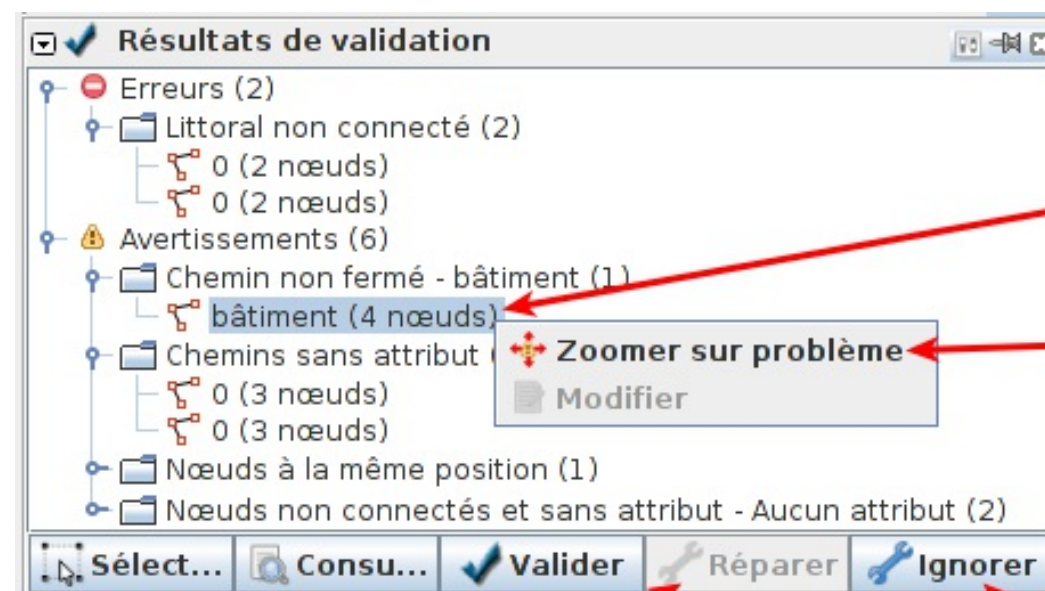 Résultats de validation
Erreurs (2)
Littoral non connecté (2)
0 (2 nœuds)
0 (2 nœuds)
Avertissements (6)
Chemin non fermé - bâtiment (1)
bâtiment (4 nœuds)
Zoomer sur problème
Chemins sans attribut (
Modifier
0 (3 nœuds)
0 (3 nœuds)
Nœuds à la même position (1)
Nœuds non connectés et sans attribut - Aucun attribut (2)
Sélect... Consu... Valider Réparer Ignorer